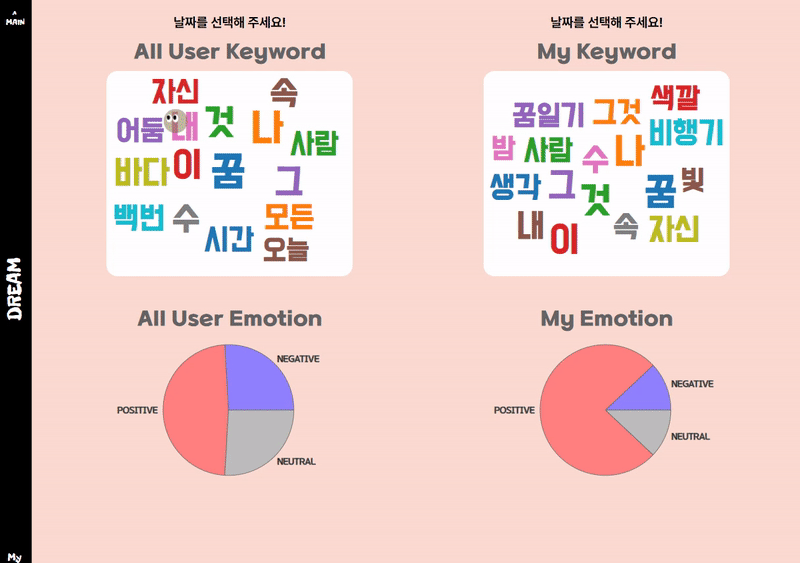 MAIN
DREAM
My
날짜를 선택해 주세요!
All User Keyword
자신
속
어둠
내
것
나
사람
바다
이
꿈
그
백번
수
모든
시간
오늘
All User Emotion
NEGATIVE
POSITIVE
NEUTRAL
날짜를 선택해 주세요!
My Keyword
색깔
꿈일기
그것
비행기
밤
사람
수
나
생각
그
것
꿈
빛
내
이
속
자신
My Emotion
NEGATIVE
POSITIVE
NEUTRAL